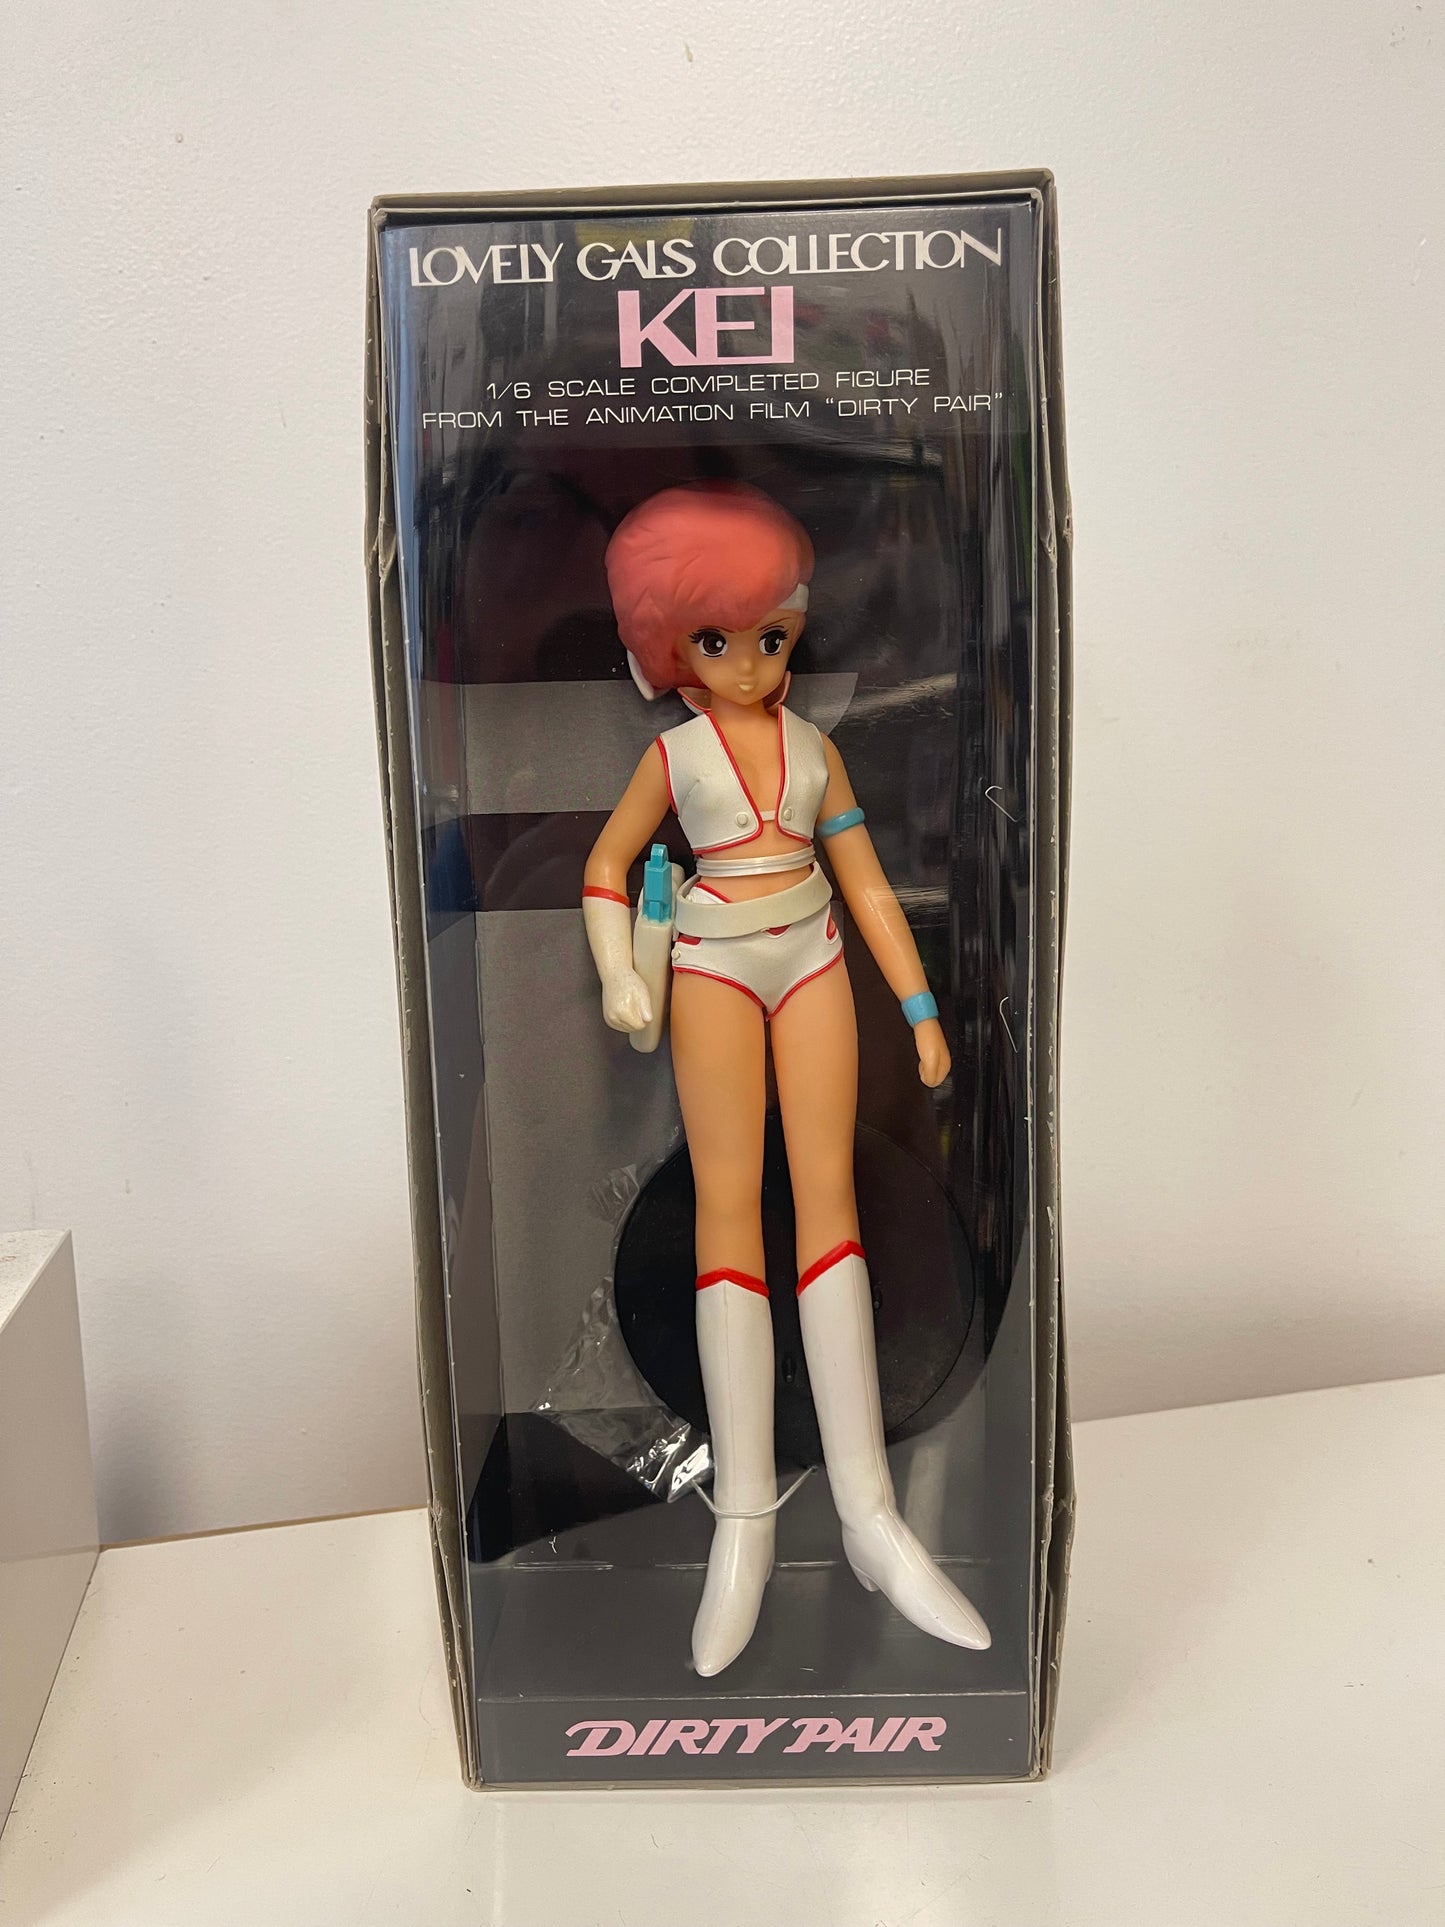 LOVELY GALS COLLECTION
KEI
1/6 SCALE COMPLETED FIGURE
FROM THE ANIMATION FILM “DIRTY PAIR”
DIRTY PAIR